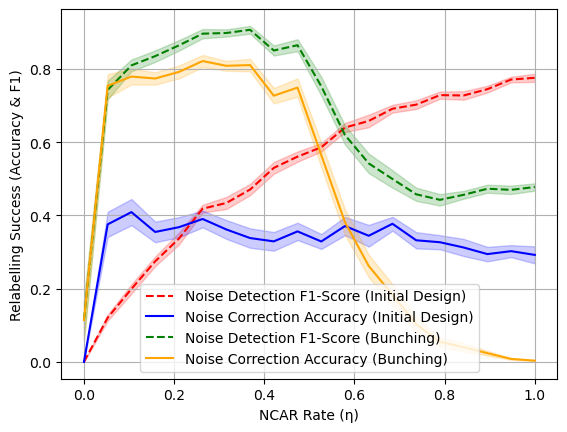 Relabelling Success (Accuracy & F1)
0.8
0.6
0.4
0.2
0.0
Noise Detection F1-Score (Initial Design)
Noise Correction Accuracy (Initial Design)
Noise Detection F1-Score (Bunching)
Noise Correction Accuracy (Bunching)
0.0 0.2 0.4 0.6 0.8 1.0
NCAR Rate (η)